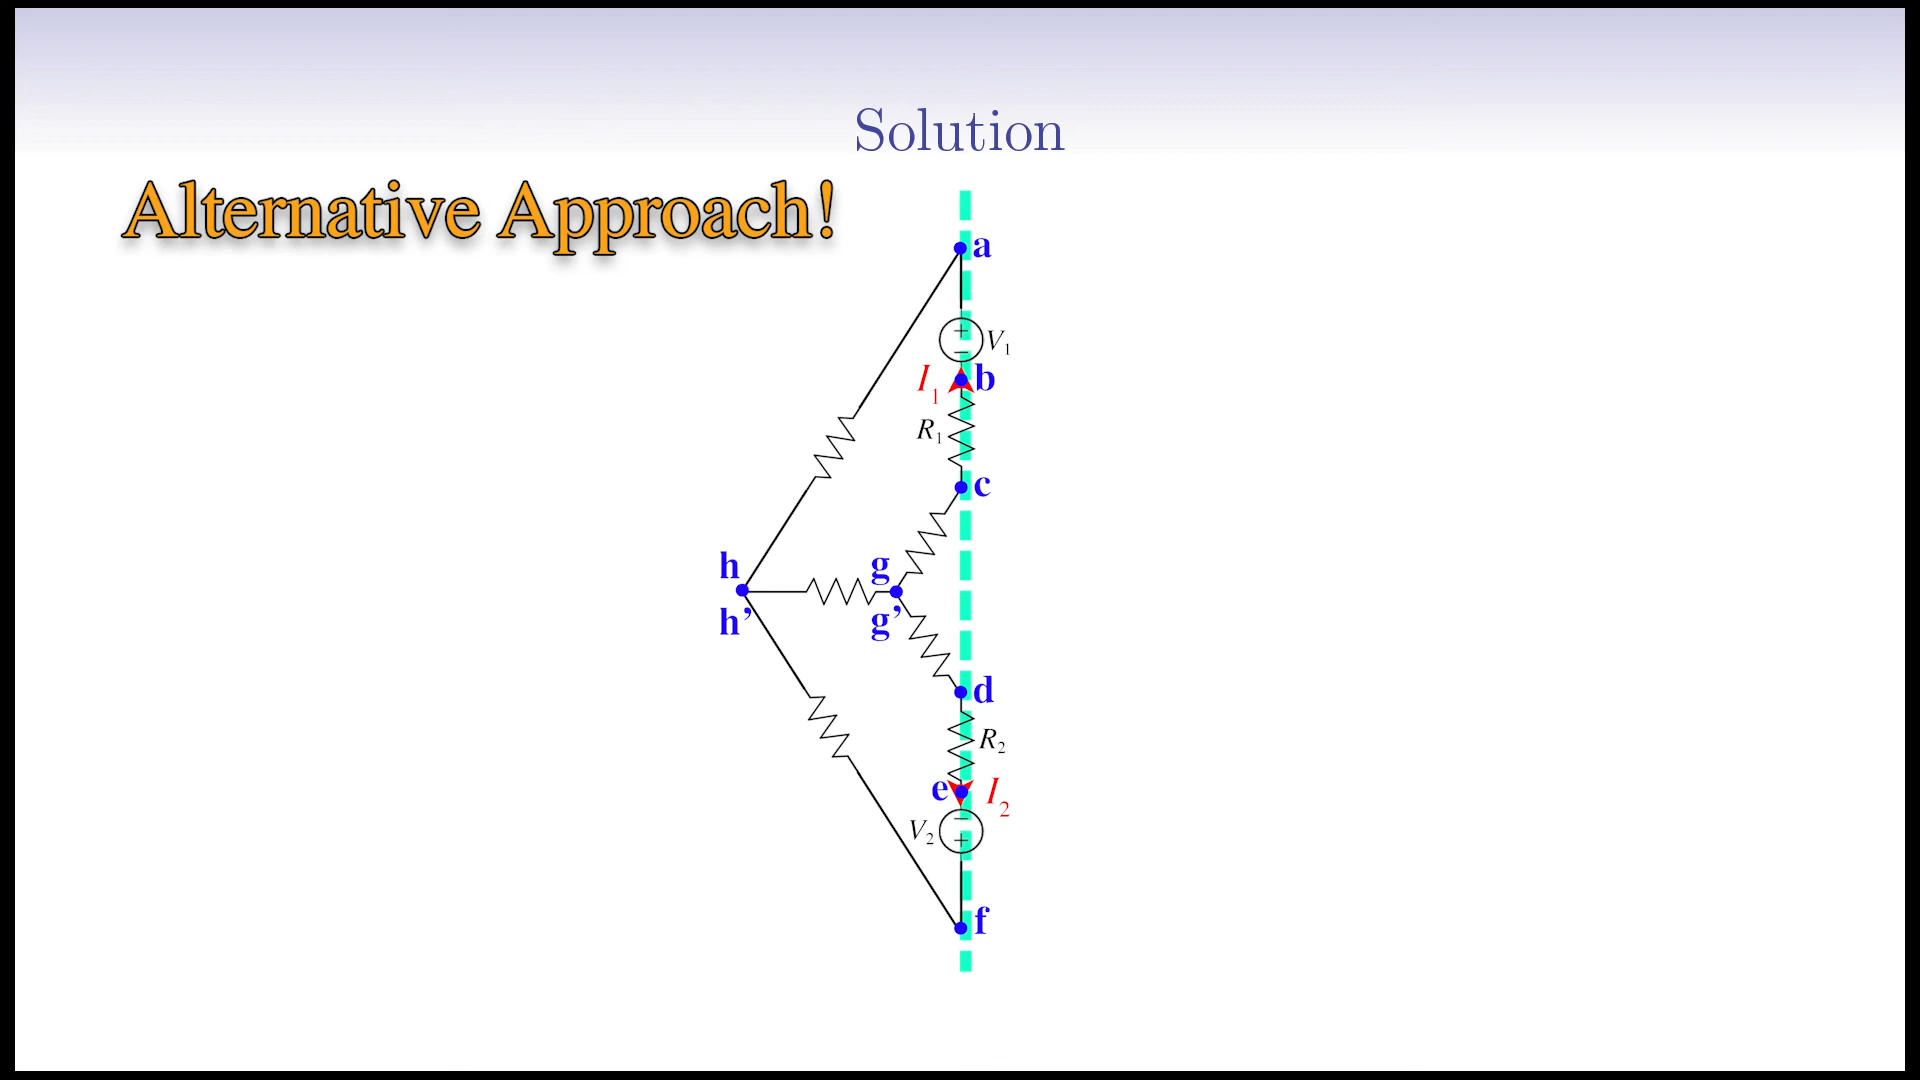 Solution
Alternative Approach!
a
+
−
V1
I1
b
R1
c
h
g
h’
g’
d
R2
e
I2
−
V2
+
f